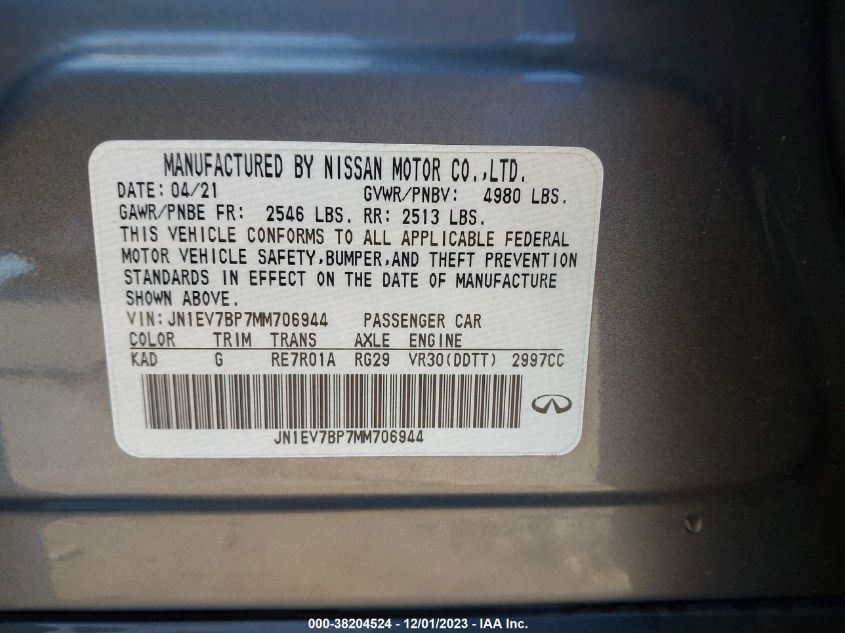 MANUFACTURED BY NISSAN MOTOR CO.,LTD.
DATE: 04/21 GVWR/PNBV: 4980 LBS.
GAWR/PNBE FR: 2546 LBS. RR: 2513 LBS.
THIS VEHICLE CONFORMS TO ALL APPLICABLE FEDERAL
MOTOR VEHICLE SAFETY,BUMPER,AND THEFT PREVENTION
STANDARDS IN EFFECT ON THE DATE OF MANUFACTURE
SHOWN ABOVE.
VIN:JN1EV7BP7MM706944 PASSENGER CAR
COLOR TRIM TRANS AXLE ENGINE
KAD G RE7R01A RG29 VR30(DDTT) 2997CC
JN1EV7BP7MM706944
000-38204524 - 12/01/2023 - IAA Inc.